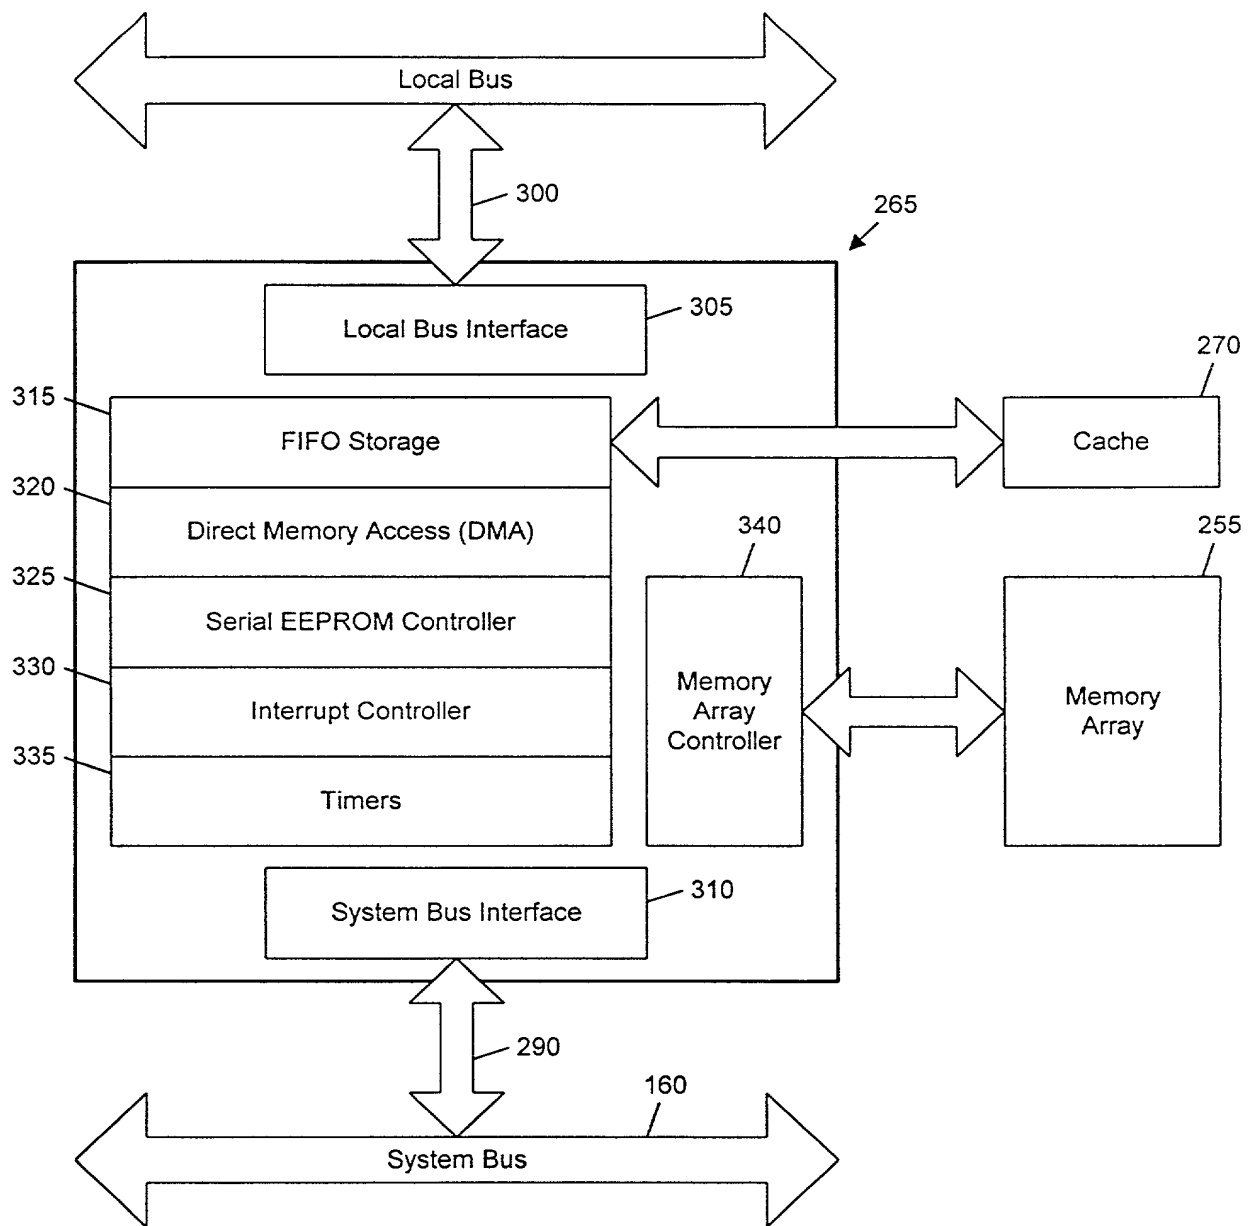 Local Bus
300
265
305
Local Bus Interface
270
315
FIFO Storage
Cache
320
Direct Memory Access (DMA)
340
255
325
Serial EEPROM Controller
330
Interrupt Controller
Memory
Array
Controller
Memory
Array
335
Timers
310
System Bus Interface
290
160
System Bus